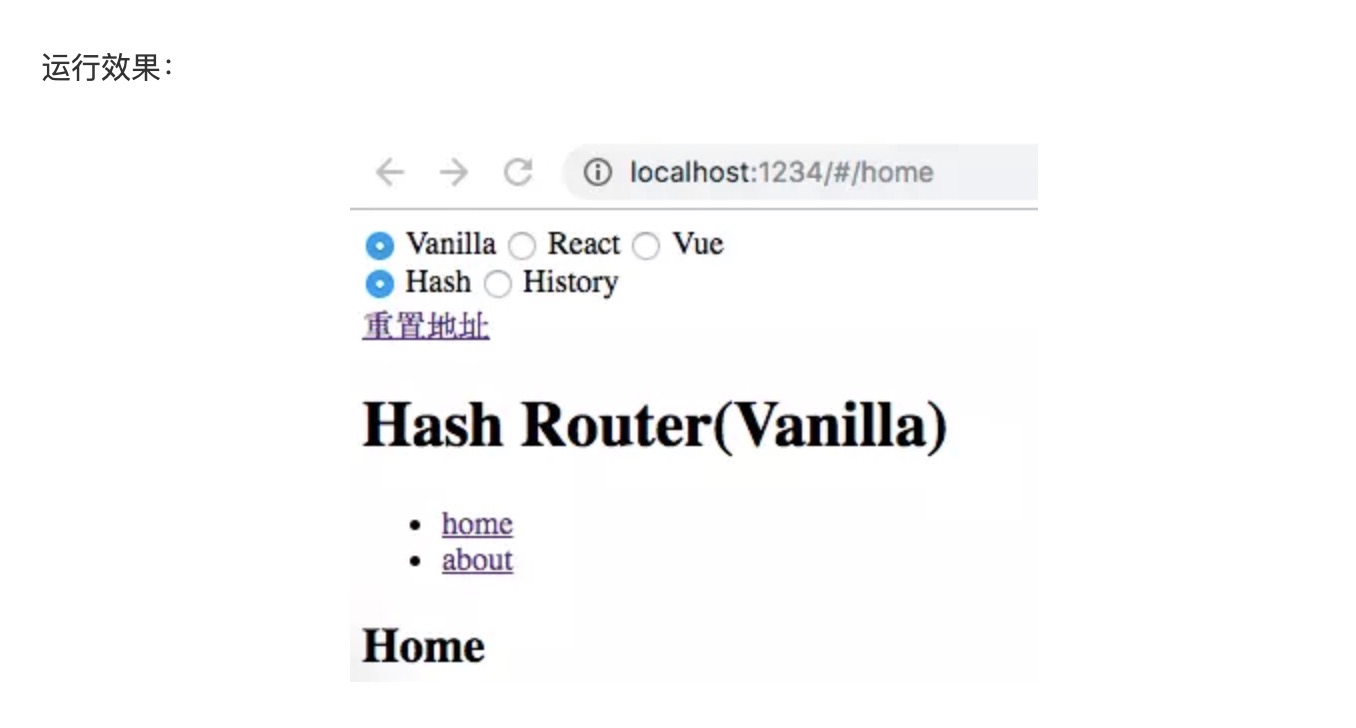 运行效果：
localhost:1234/#/home
Vanilla React Vue
Hash History
重置地址
Hash Router(Vanilla)
home
about
Home